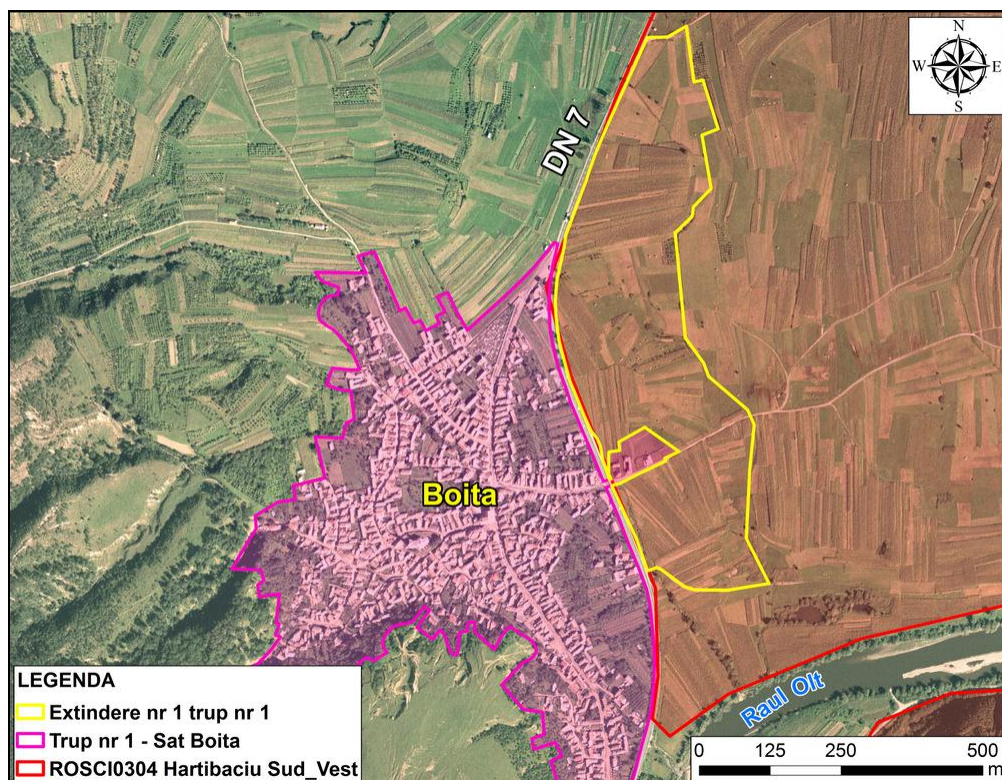 N
W E
S
DN 7
Boita
Raul Olt
LEGENDA
Extindere nr 1 trup nr 1
Trup nr 1 - Sat Boita
ROSCI0304 Hartibaciu Sud_Vest
0 125 250 500
m